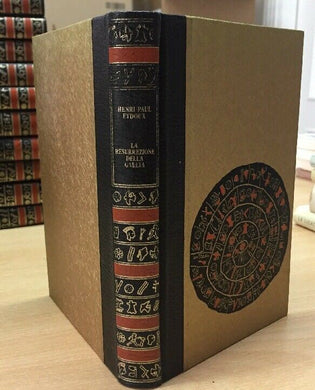 HENRI PAUL
EYDOUX
LA
RESURREZIONE
DELLA
GALLIA